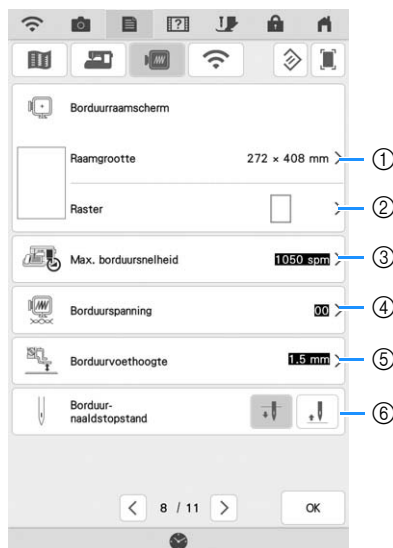 Borduurraamscherm
Raamgrootte 272 × 408 mm ①
Raster ②
Max. borduursnelheid 1050 spm ③
Borduurspanning 00 ④
Borduurvoethoogte 1.5 mm ⑤
Borduur-
naaldstopstand ⑥
8 / 11 OK